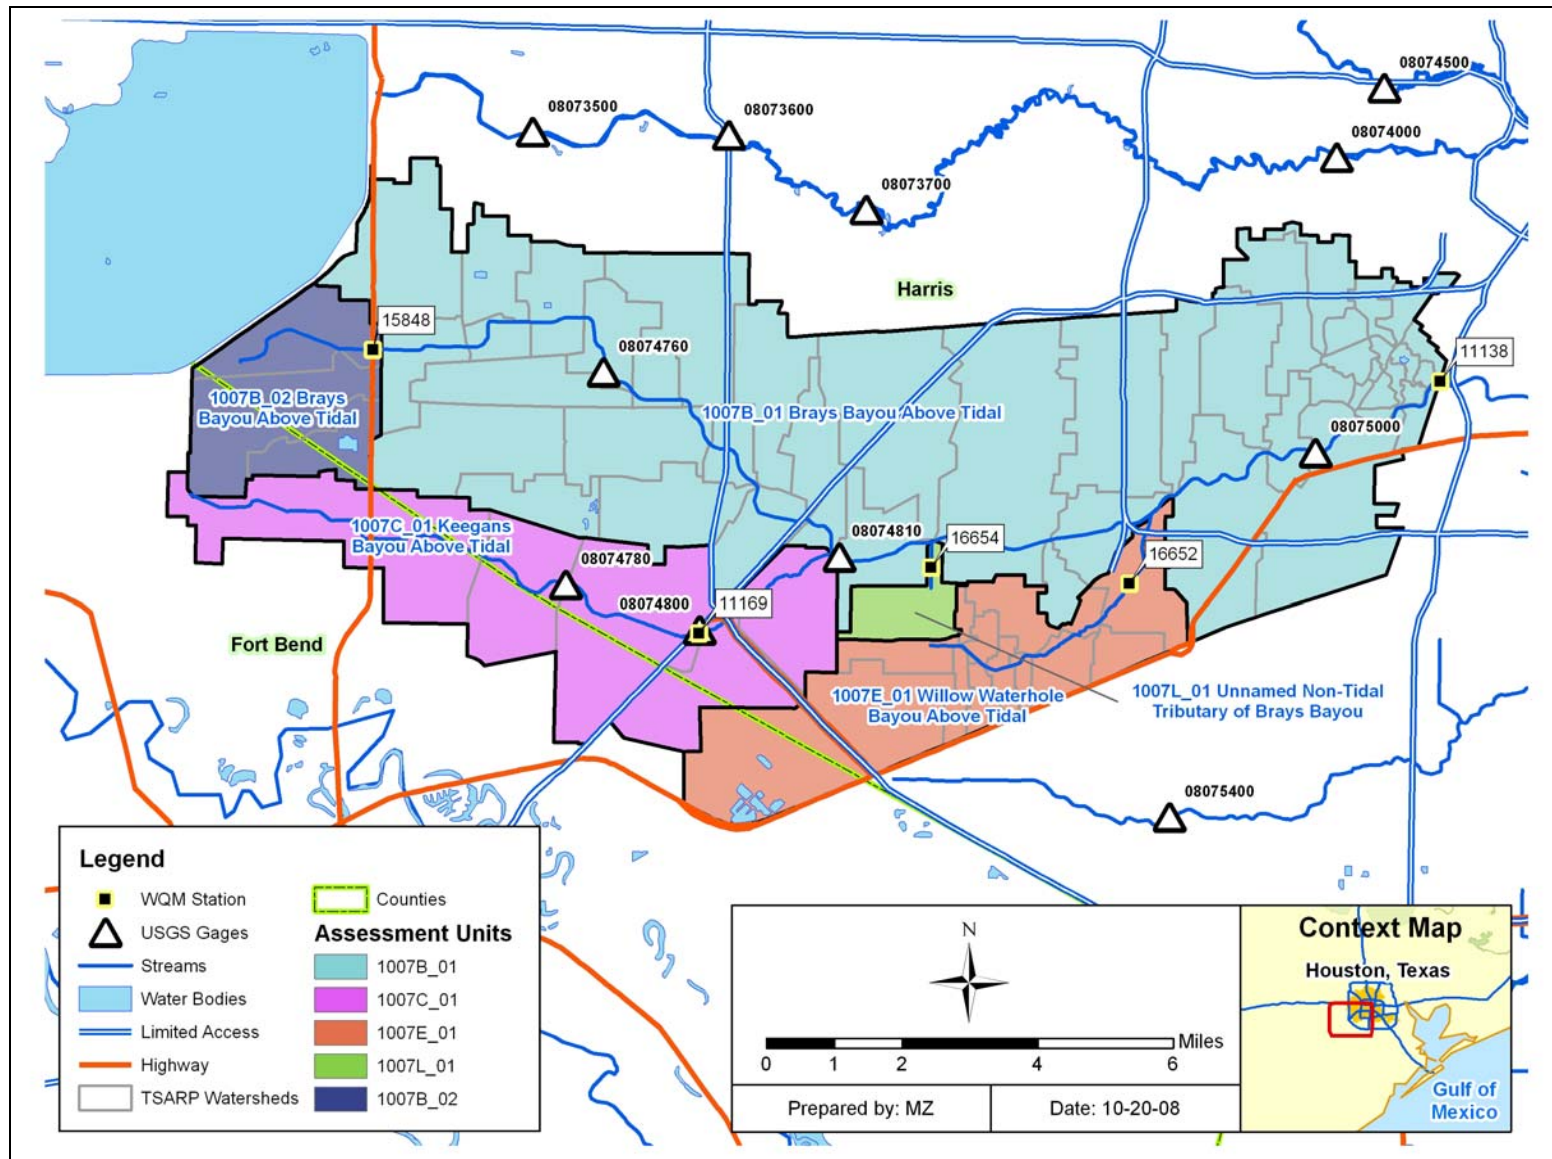 08074500
08073500
08073600
08074000
08073700
Harris
15848
08074760
11138
1007B_02 Brays
Bayou Above Tidal
1007B_01 Brays Bayou Above Tidal
08075000
1007C_01 Keegans
Bayou Above Tidal
08074810
16654
16652
08074780
08074800
11169
Fort Bend
1007E_01 Willow Waterhole
Bayou Above Tidal
1007L_01 Unnamed Non-Tidal
Tributary of Brays Bayou
08075400
Legend
WQM Station
USGS Gages
Streams
Water Bodies
Limited Access
Highway
TSARP Watersheds
Counties
Assessment Units
1007B_01
1007C_01
1007E_01
1007L_01
1007B_02
N
0 1 2 4 6 Miles
Prepared by: MZ
Date: 10-20-08
Context Map
Houston, Texas
Gulf of
Mexico